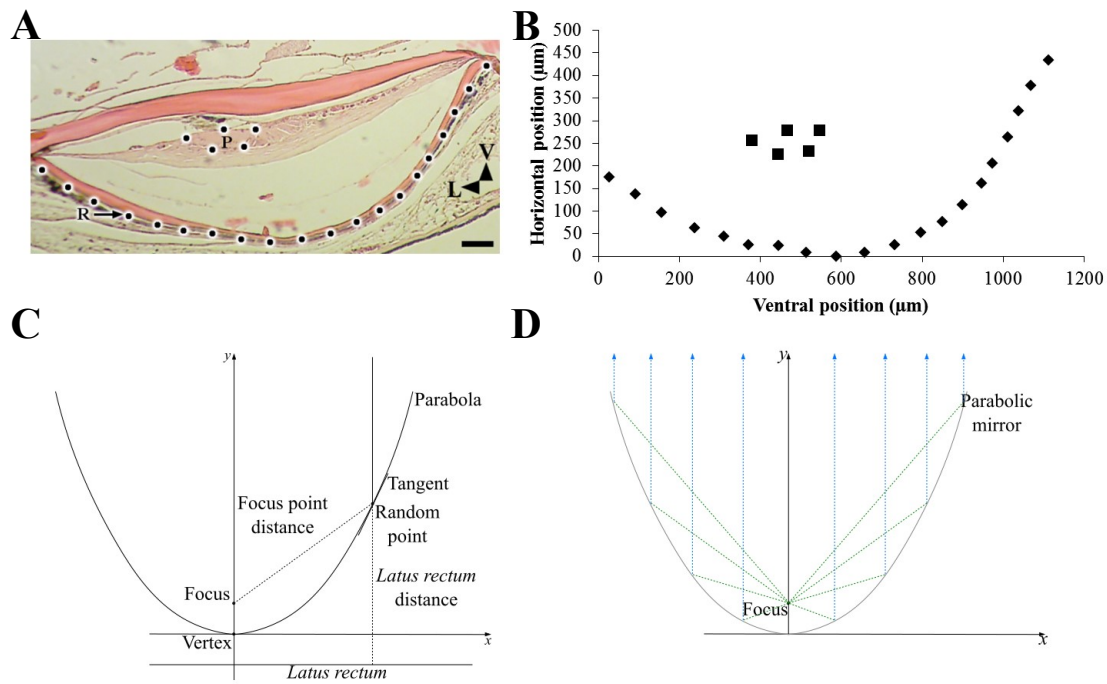 A
P
R
V
L
B
Horizontal position (µm)
500
450
400
350
300
250
200
150
100
50
0
0
200
400
600
800
1000
1200
Ventral position (µm)
C
y
Parabola
Tangent
Focus point
distance
Random
point
Latus rectum
distance
Focus
Vertex
x
Latus rectum
D
y
Parabolic
mirror
Focus
x